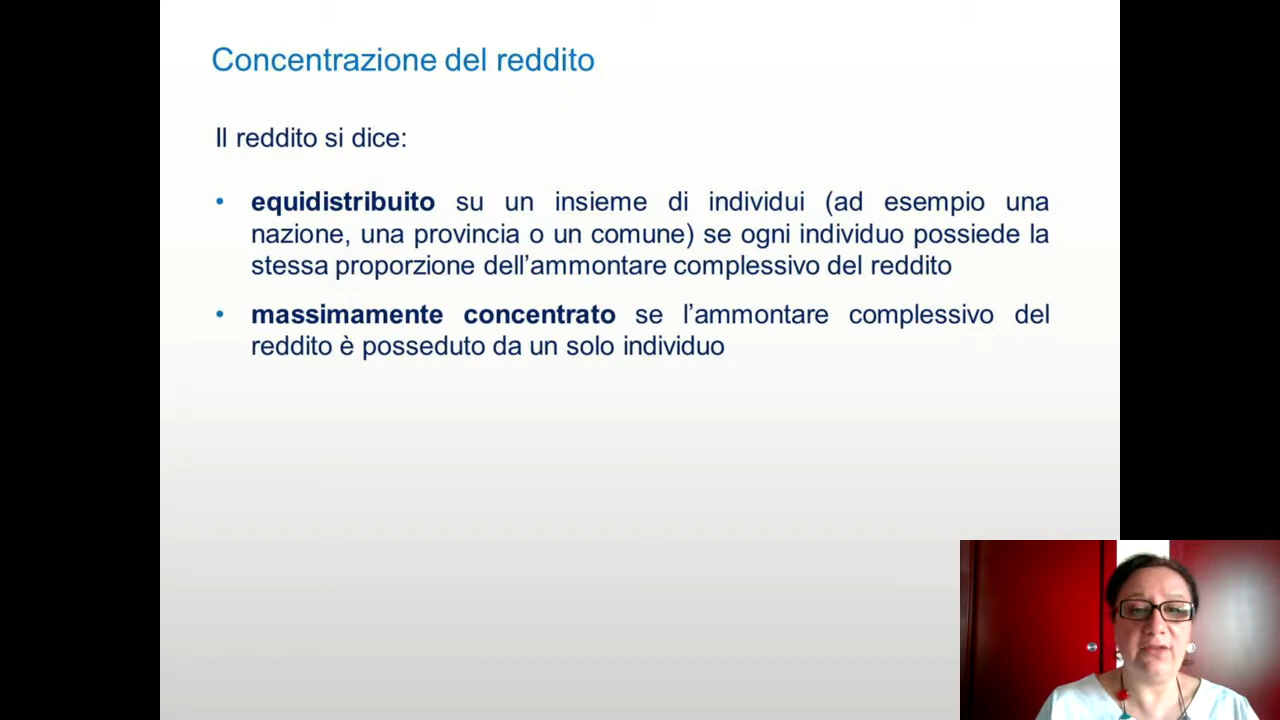 Concentrazione del reddito
Il reddito si dice:
• equidistribuito su un insieme di individui (ad esempio una
nazione, una provincia o un comune) se ogni individuo possiede la
stessa proporzione dell’ammontare complessivo del reddito
• massimamente concentrato se l’ammontare complessivo del
reddito è posseduto da un solo individuo